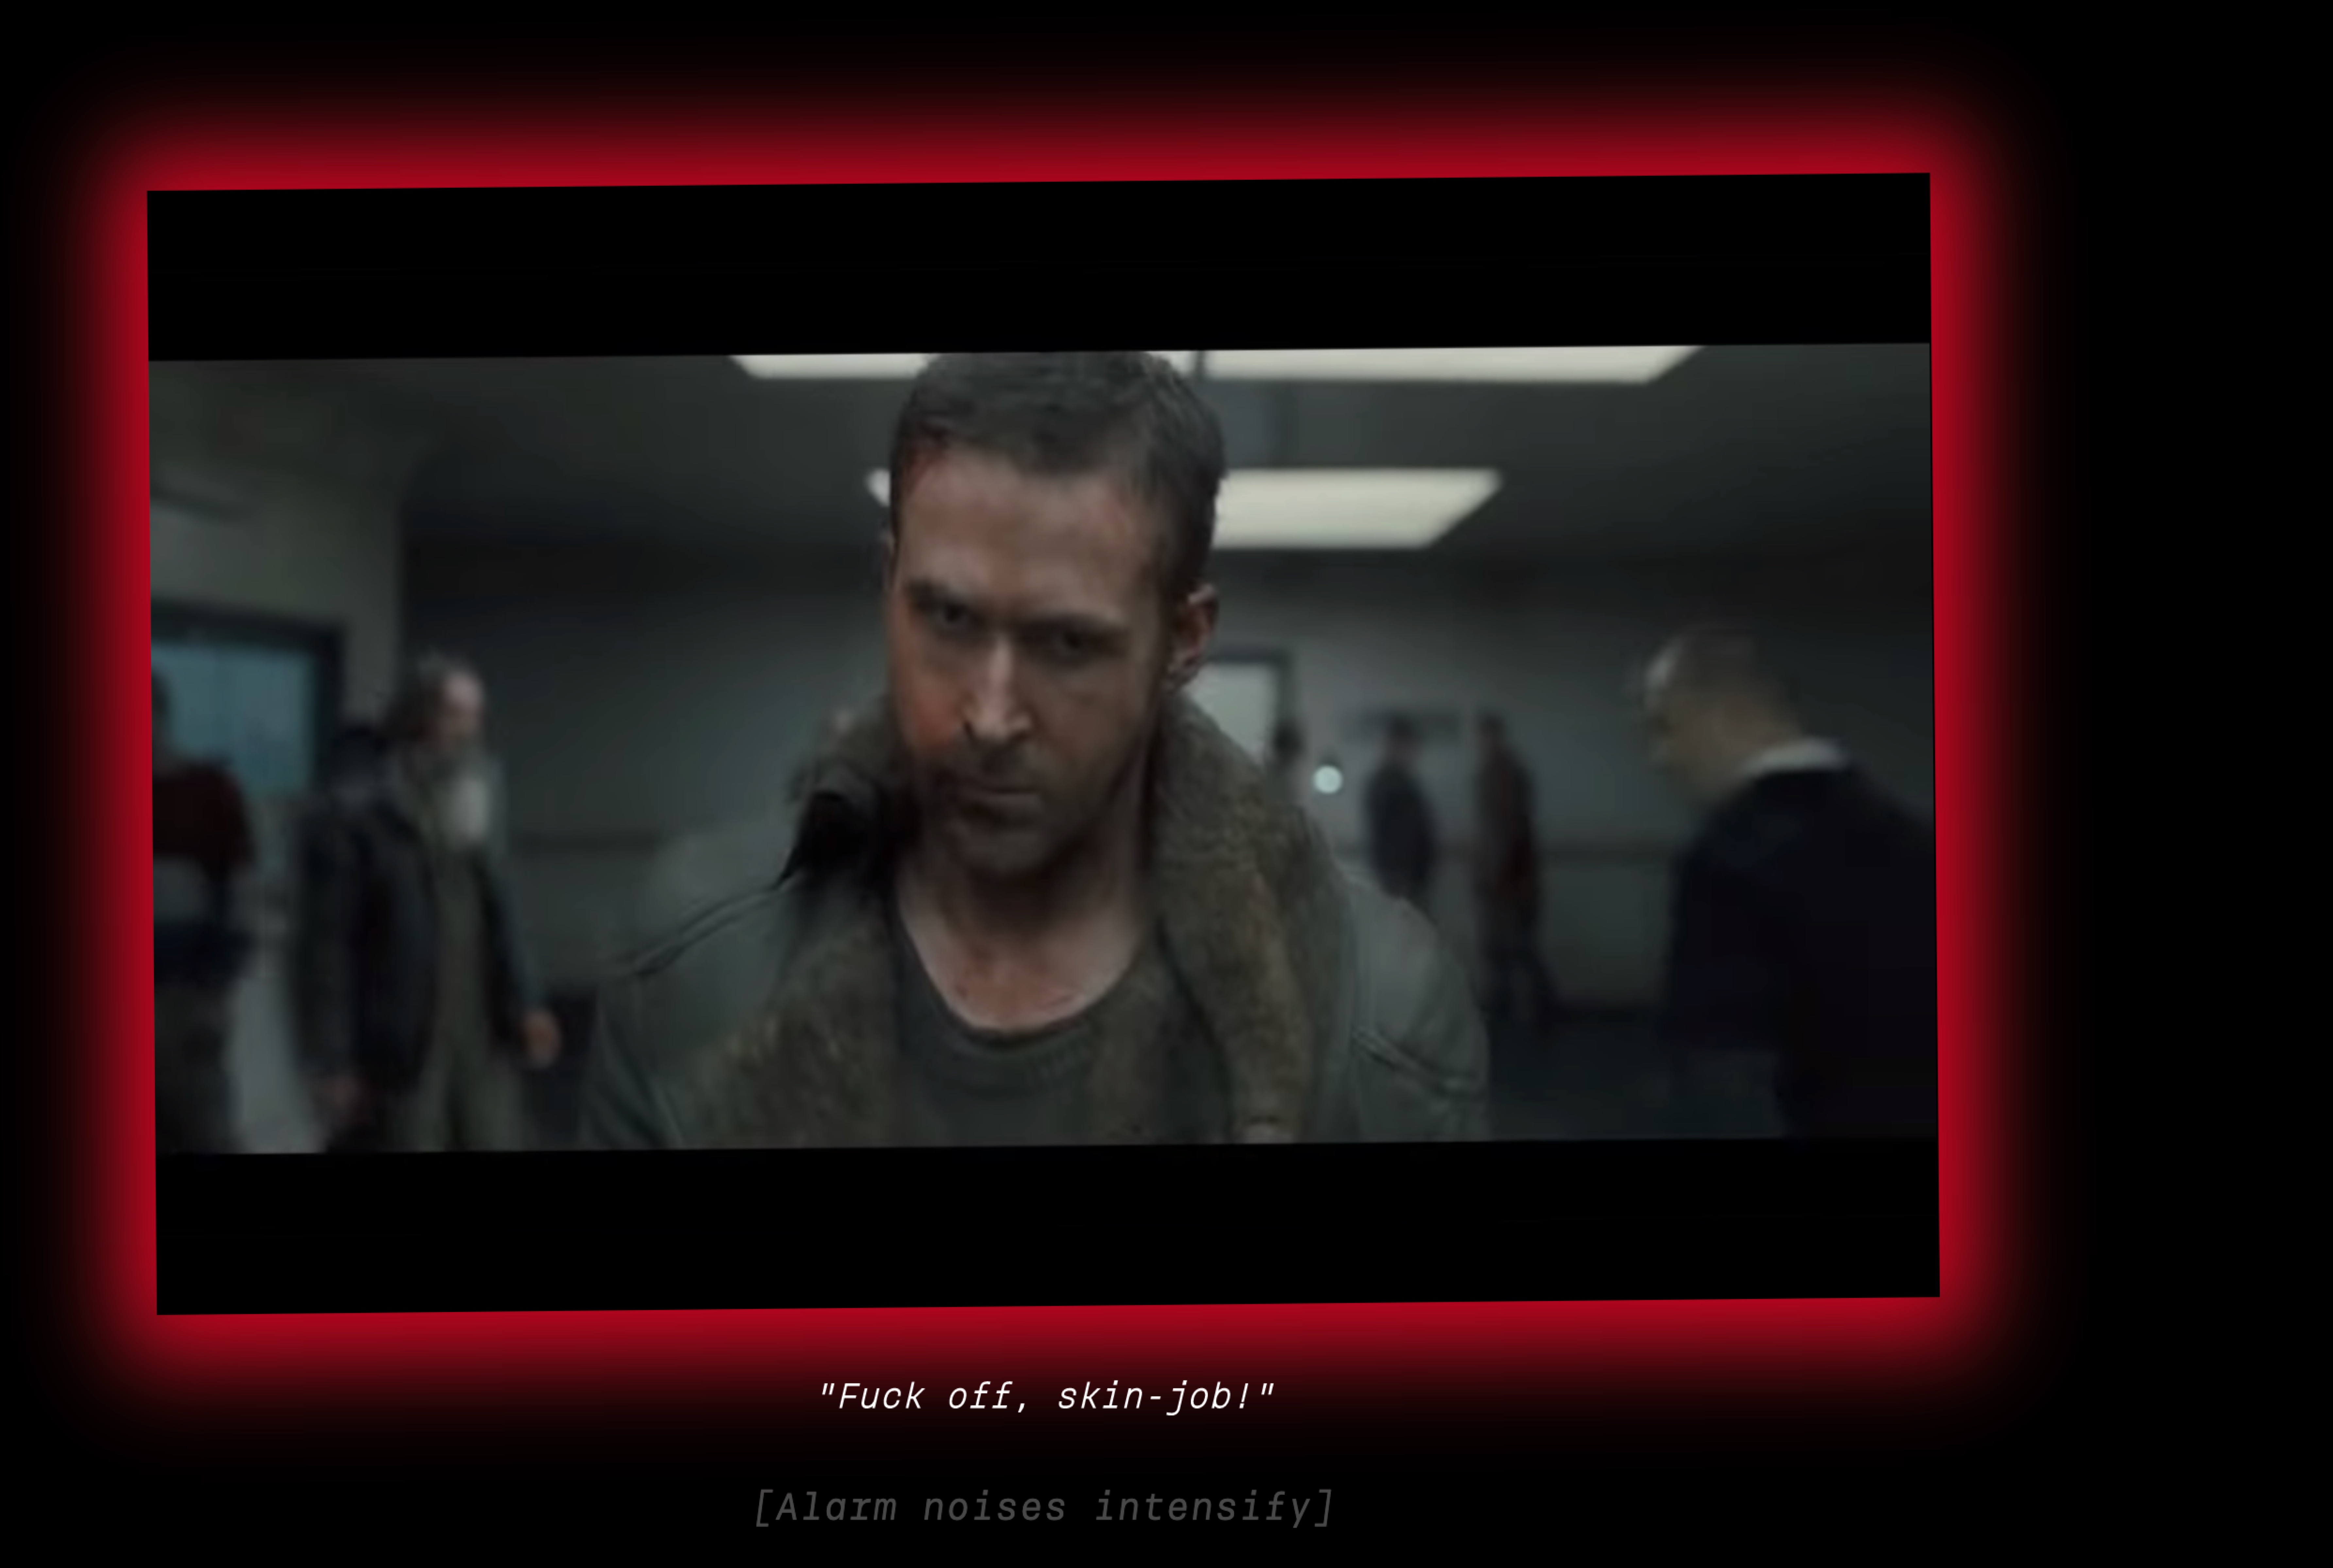 "Fuck off, skin-job!"
[Alarm noises intensify]